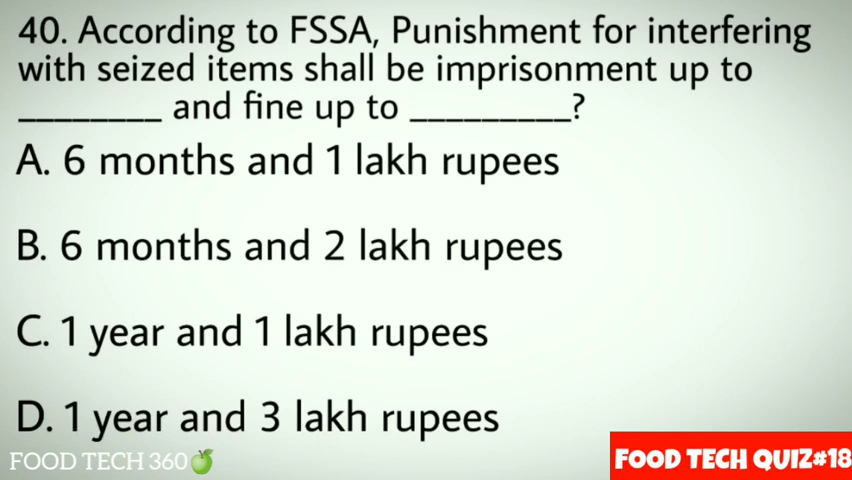 40. According to FSSA, Punishment for interfering
with seized items shall be imprisonment up to
________ and fine up to _________?
A. 6 months and 1 lakh rupees
B. 6 months and 2 lakh rupees
C. 1 year and 1 lakh rupees
D. 1 year and 3 lakh rupees
FOOD TECH 360
FOOD TECH QUIZ#18